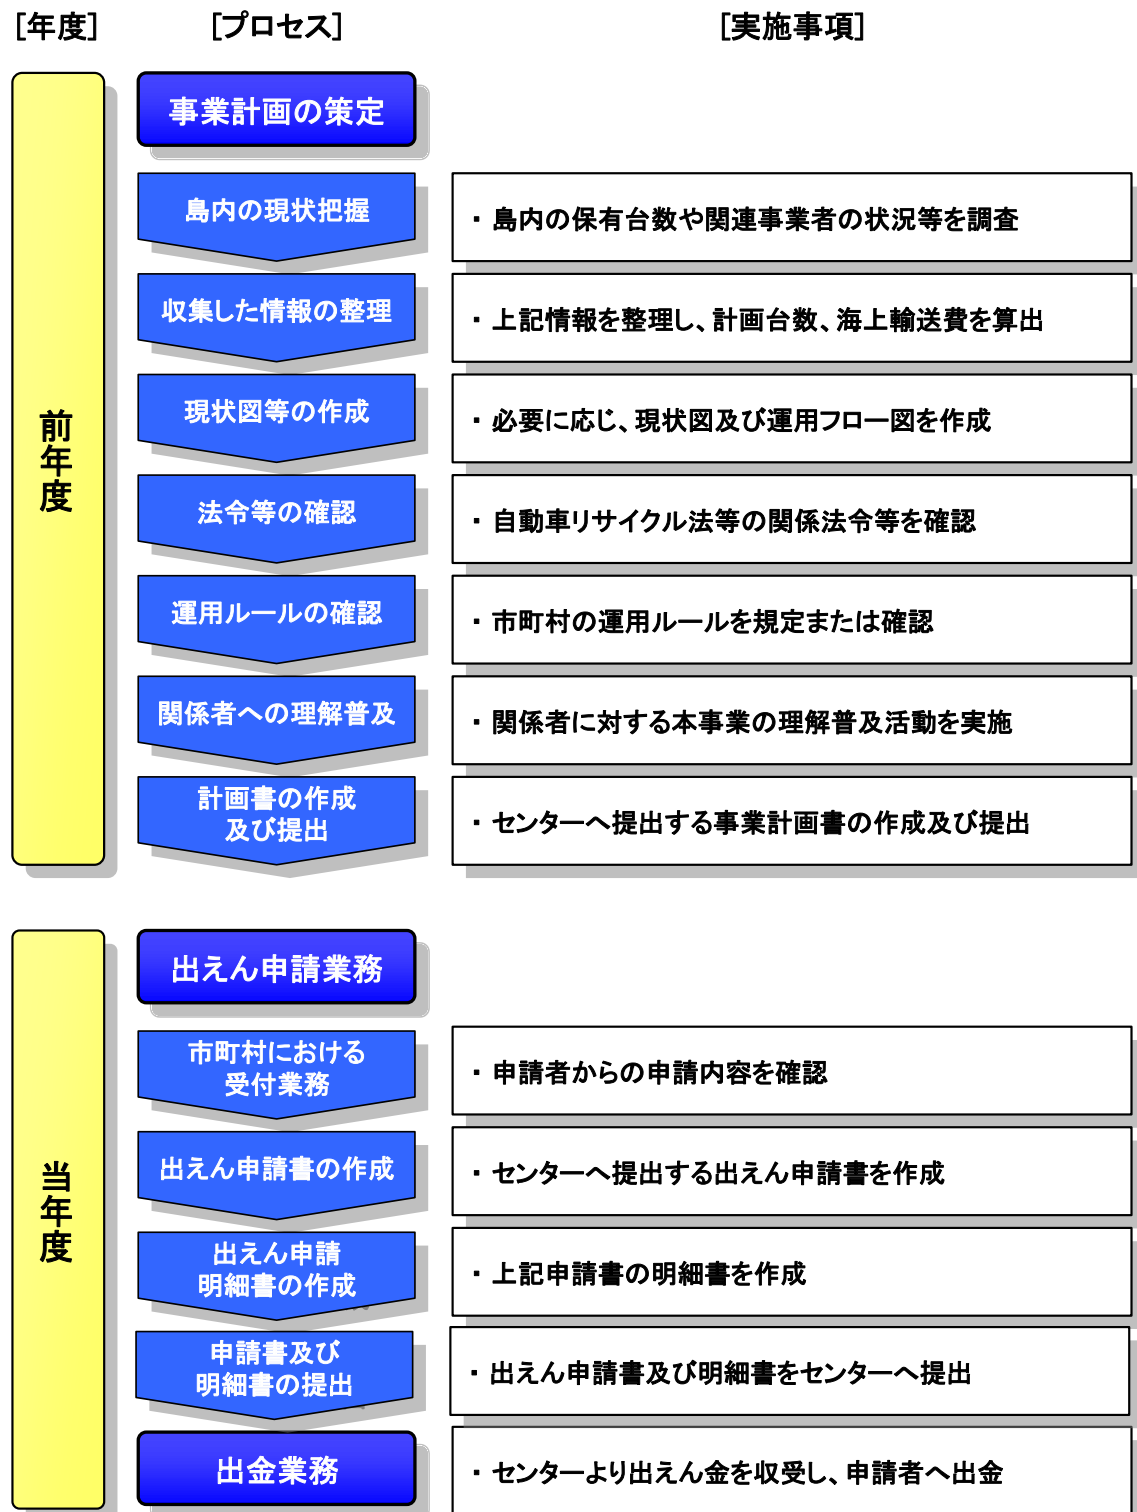 [年度] [プロセス] [実施事項]
前年度
事業計画の策定
島内の現状把握
・ 島内の保有台数や関連事業者の状況等を調査
収集した情報の整理
・ 上記情報を整理し、計画台数、海上輸送費を算出
現状図等の作成
・ 必要に応じ、現状図及び運用フロー図を作成
法令等の確認
・ 自動車リサイクル法等の関係法令等を確認
運用ルールの確認
・ 市町村の運用ルールを規定または確認
関係者への理解普及
・ 関係者に対する本事業の理解普及活動を実施
計画書の作成
及び提出
・ センターへ提出する事業計画書の作成及び提出
当年度
出えん申請業務
市町村における
受付業務
・ 申請者からの申請内容を確認
出えん申請書の作成
・ センターへ提出する出えん申請書を作成
出えん申請
明細書の作成
・ 上記申請書の明細書を作成
申請書及び
明細書の提出
・ 出えん申請書及び明細書をセンターへ提出
出金業務
・ センターより出えん金を収受し、申請者へ出金